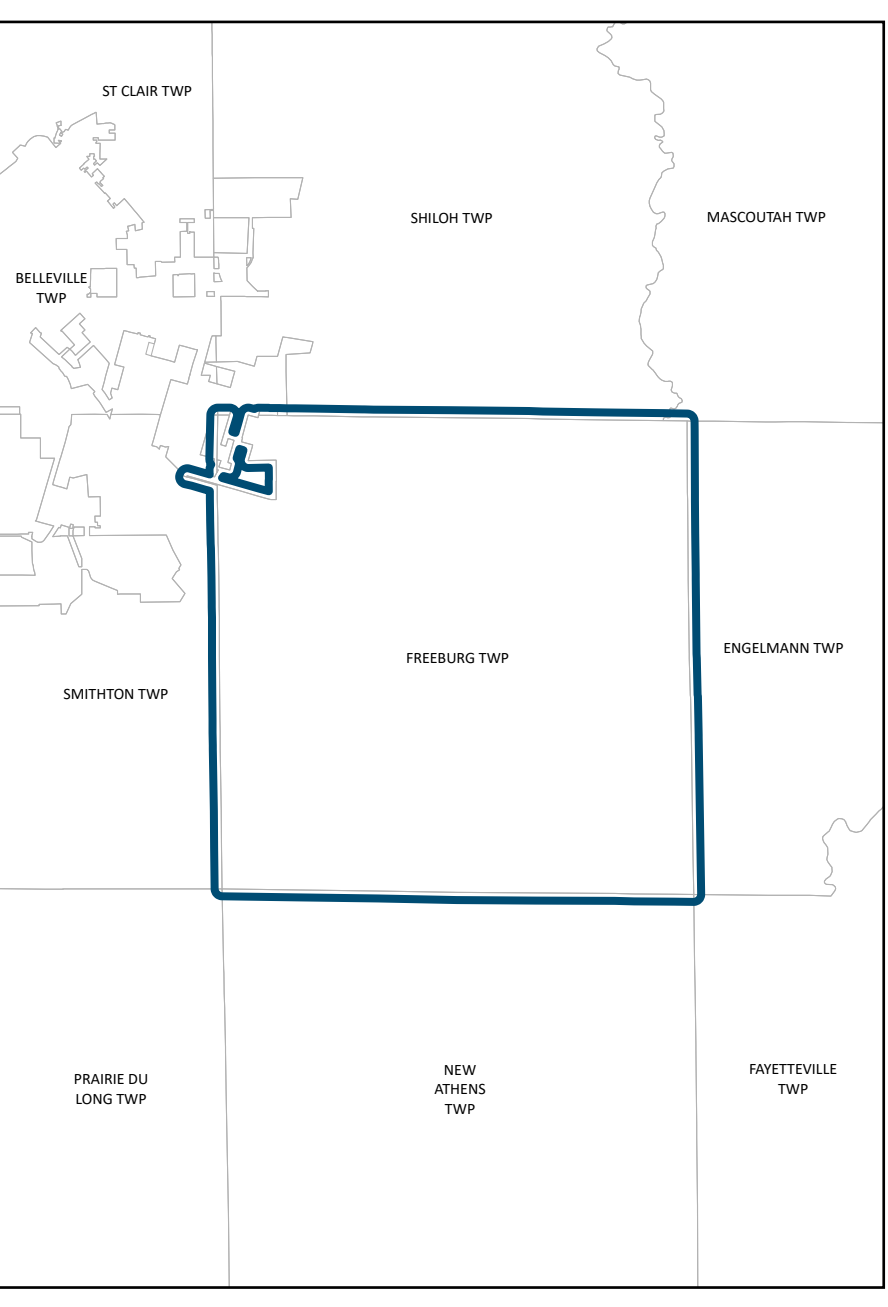 ST CLAIR TWP
SHILOH TWP
MASCOUTAH TWP
BELLEVILLE
TWP
FREEBURG TWP
ENGELMANN TWP
SMITHTON TWP
PRAIRIE DU
LONG TWP
NEW
ATHENS
TWP
FAYETTEVILLE
TWP